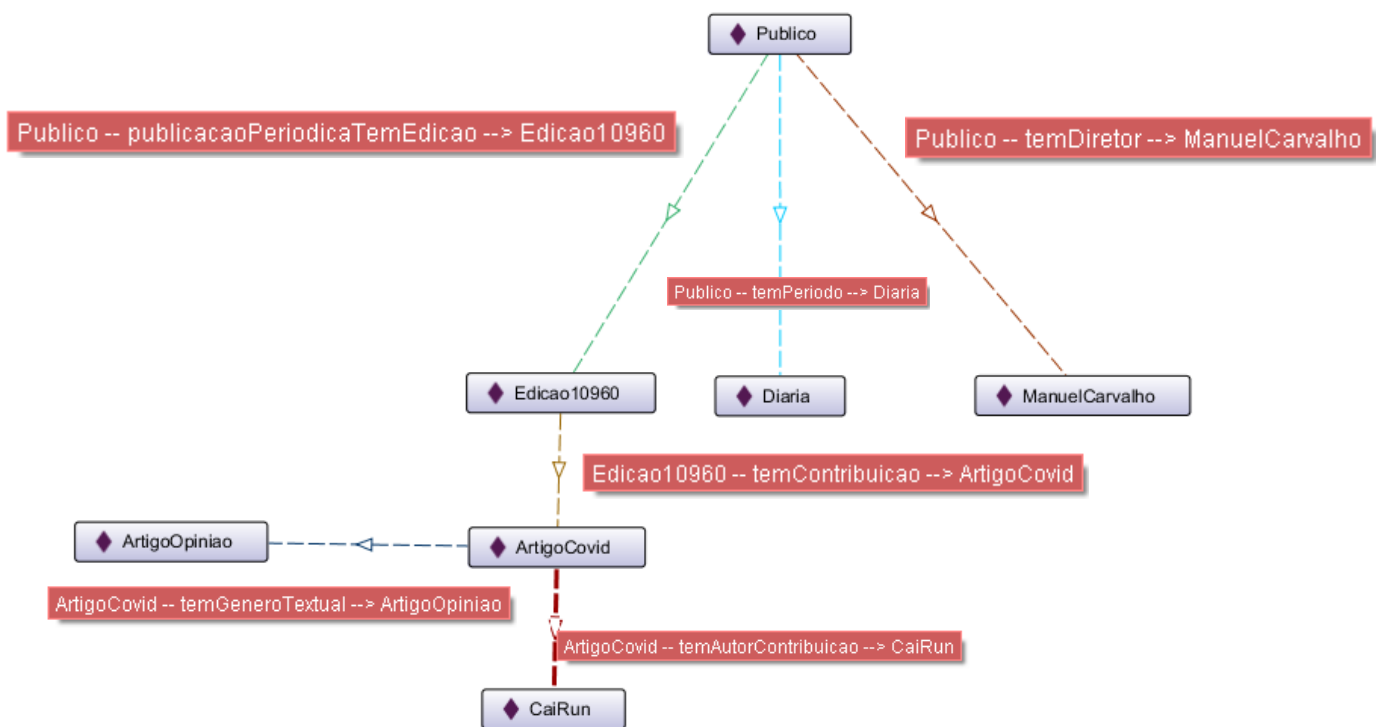 Publico
Publico -- publicacaoPeriodicaTemEdicao --> Edicao10960
Publico -- temDiretor --> ManuelCarvalho
Publico -- temPeriodo --> Diaria
Edicao10960
Diaria
ManuelCarvalho
Edicao10960 -- temContribuicao --> ArtigoCovid
ArtigoOpiniao
ArtigoCovid
ArtigoCovid -- temGeneroTextual --> ArtigoOpiniao
ArtigoCovid -- temAutorContribuicao --> CaiRun
CaiRun